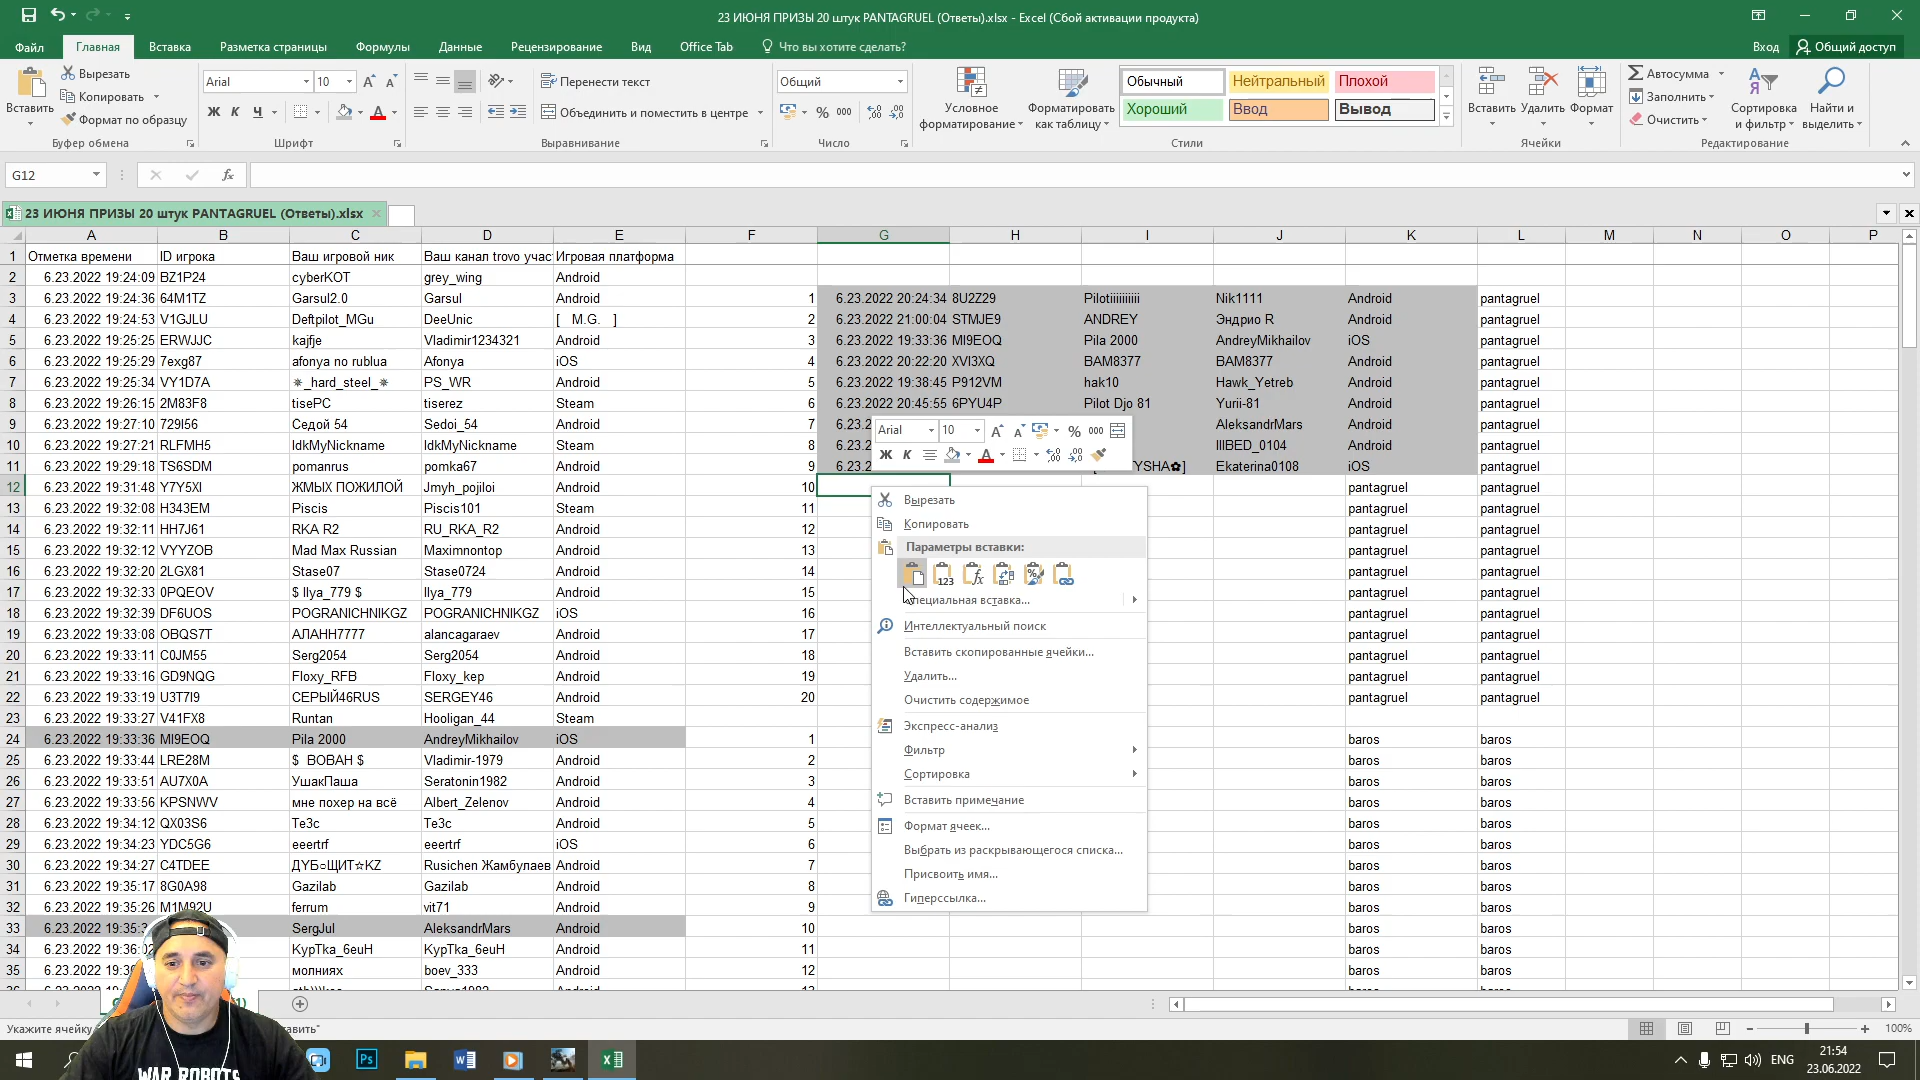 23 ИЮНЯ ПРИЗЫ 20 штук PANTAGRUEL (Ответы).xlsx - Excel (Сбой активации продукта)
Файл Главная Вставка Разметка страницы Формулы Данные Рецензирование Вид Office Tab Что вы хотите сделать? Вход Общий доступ
Вставить
Вырезать
Копировать
Формат по образцу
Буфер обмена
Arial 10
Ж К Ч
Шрифт
Перенести текст
Объединить и поместить в центре
Выравнивание
Общий
% 000
Число
Условное форматирование
Форматировать как таблицу
Обычный Нейтральный Плохой
Хороший Ввод Вывод
Стили
Вставить Удалить Формат
Ячейки
Автосумма
Заполнить
Очистить
Сортировка и фильтр
Найти и выделить
Редактирование
G12 fx
23 ИЮНЯ ПРИЗЫ 20 штук PANTAGRUEL (Ответы).xlsx
A B C D E F G H I J K L M N O P
1 Отметка времени ID игрока Ваш игровой ник Ваш канал trovo учас Игровая платформа
2 6.23.2022 19:24:09 BZ1P24 cyberKOT grey_wing Android
3 6.23.2022 19:24:36 64M1TZ Garsul2.0 Garsul Android 1 6.23.2022 20:24:34 8U2Z29 Pilotiiiiiiiiii Nik1111 Android pantagruel
4 6.23.2022 19:24:53 V1GJLU Deftpilot_MGu DeeUnic [ M.G. ] 2 6.23.2022 21:00:04 STMJE9 ANDREY Эндрио R Android pantagruel
5 6.23.2022 19:25:25 ERWJJC kajfje Vladimir1234321 Android 3 6.23.2022 19:33:36 MI9EOQ Pila 2000 AndreyMikhailov iOS pantagruel
6 6.23.2022 19:25:29 7exg87 afonya no rublua Afonya iOS 4 6.23.2022 20:22:20 XVI3XQ BAM8377 BAM8377 Android pantagruel
7 6.23.2022 19:25:34 VY1D7A ✷_hard_steel_✷ PS_WR Android 5 6.23.2022 19:38:45 P912VM hak10 Hawk_Yetreb Android pantagruel
8 6.23.2022 19:26:15 2M83F8 tisePC tiserez Steam 6 6.23.2022 20:45:55 6PYU4P Pilot Djo 81 Yurii-81 Android pantagruel
9 6.23.2022 19:27:10 729I56 Седой 54 Sedoi_54 Android 7 6.23 AleksandrMars Android pantagruel
10 6.23.2022 19:27:21 RLFMH5 IdkMyNickname IdkMyNickname Steam 8 6.23 IIIBED_0104 Android pantagruel
11 6.23.2022 19:29:18 TS6SDM pomanrus pomka67 Android 9 6.2 YSHA✿] Ekaterina0108 iOS pantagruel
12 6.23.2022 19:31:48 Y7Y5XI ЖМЫХ ПОЖИЛОЙ Jmyh_pojiloi Android 10 pantagruel pantagruel
13 6.23.2022 19:32:08 H343EM Piscis Piscis101 Steam 11 pantagruel pantagruel
14 6.23.2022 19:32:11 HH7J61 RKA R2 RU_RKA_R2 Android 12 pantagruel pantagruel
15 6.23.2022 19:32:12 VYYZOB Mad Max Russian Maximnontop Android 13 pantagruel pantagruel
16 6.23.2022 19:32:20 2LGX81 Stase07 Stase0724 Android 14 pantagruel pantagruel
17 6.23.2022 19:32:33 0PQEOV $ Ilya_779 $ Ilya_779 Android 15 pantagruel pantagruel
18 6.23.2022 19:32:39 DF6UOS POGRANICHNIKGZ POGRANICHNIKGZ iOS 16 pantagruel pantagruel
19 6.23.2022 19:33:08 OBQS7T АЛАНН7777 alancagaraev Android 17 pantagruel pantagruel
20 6.23.2022 19:33:11 C0JM55 Serg2054 Serg2054 Android 18 pantagruel pantagruel
21 6.23.2022 19:33:16 GD9NQG Floxy_RFB Floxy_kep Android 19 pantagruel pantagruel
22 6.23.2022 19:33:19 U3T7I9 СЕРЫЙ46RUS SERGEY46 Android 20 pantagruel pantagruel
23 6.23.2022 19:33:27 V41FX8 Runtan Hooligan_44 Steam
24 6.23.2022 19:33:36 MI9EOQ Pila 2000 AndreyMikhailov iOS 1 baros baros
25 6.23.2022 19:33:44 LRE28M $ ВОВАН $ Vladimir-1979 Android 2 baros baros
26 6.23.2022 19:33:51 AU7X0A УшакПаша Seratonin1982 Android 3 baros baros
27 6.23.2022 19:33:56 KPSNWV мне похер на всё Albert_Zelenov Android 4 baros baros
28 6.23.2022 19:34:12 QX03S6 Te3c Te3c Android 5 baros baros
29 6.23.2022 19:34:23 YDC5G6 eeertrf eeertrf iOS 6 baros baros
30 6.23.2022 19:34:27 C4TDEE ДҮБ○ЩИТ☆KZ Rusichen Жамбулаев Android 7 baros baros
31 6.23.2022 19:35:17 8G0A98 Gazilab Gazilab Android 8 baros baros
32 6.23.2022 19:35:26 M1M92U ferrum vit71 Android 9 baros baros
33 6.23.2022 19:35:3 SergJul AleksandrMars Android 10 baros baros
34 6.23.2022 19:36:02 KypTka_6euH KypTka_6euH Android 11 baros baros
35 6.23.2022 19:36 молниях boev_333 Android 12 baros baros
Arial 10 % 000
Ж К
Вырезать
Копировать
Параметры вставки:
Специальная вставка...
Интеллектуальный поиск
Вставить скопированные ячейки...
Удалить...
Очистить содержимое
Экспресс-анализ
Фильтр
Сортировка
Вставить примечание
Формат ячеек...
Выбрать из раскрывающегося списка...
Присвоить имя...
Гиперссылка...
Укажите ячейку
100%
WAR ROBOTS
Ps
ENG 21:54
23.06.2022